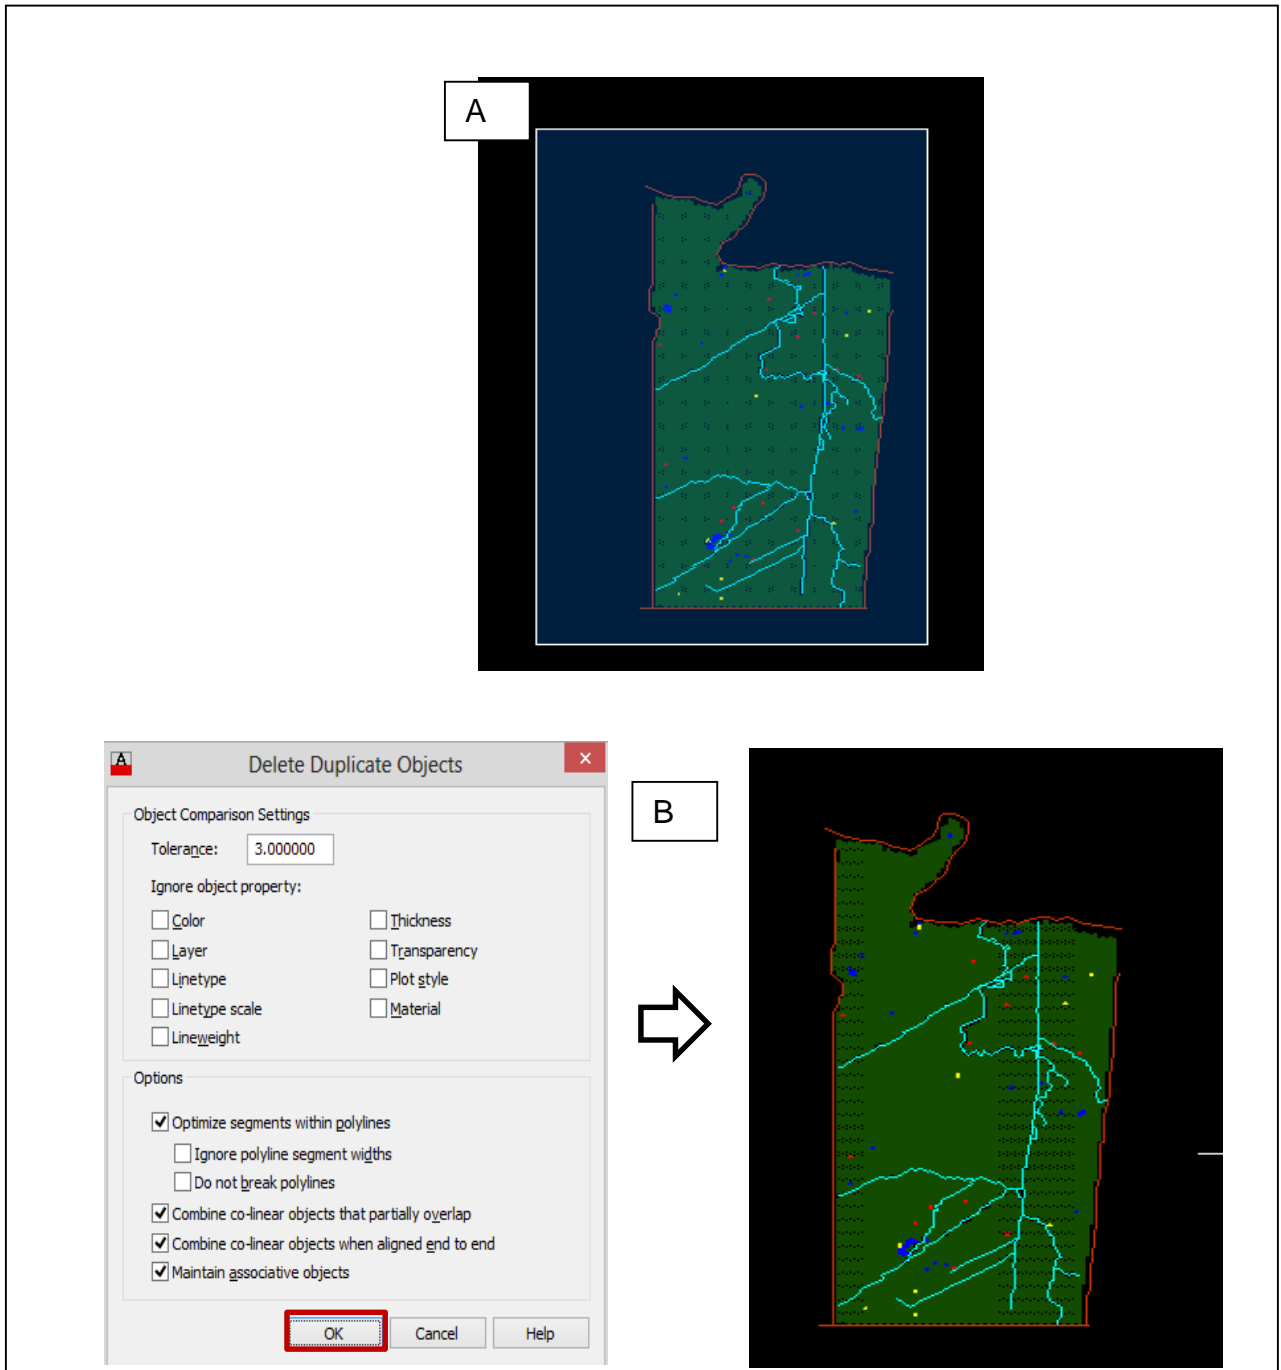 A
Delete Duplicate Objects
B
Object Comparison Settings
Tolerance: 3.000000
Ignore object property:
Color Thickness
Layer Transparency
Linetype Plot style
Linetype scale Material
Lineweight
Options
Optimize segments within polylines
Ignore polyline segment widths
Do not break polylines
Combine co-linear objects that partially overlap
Combine co-linear objects when aligned end to end
Maintain associative objects
OK Cancel Help